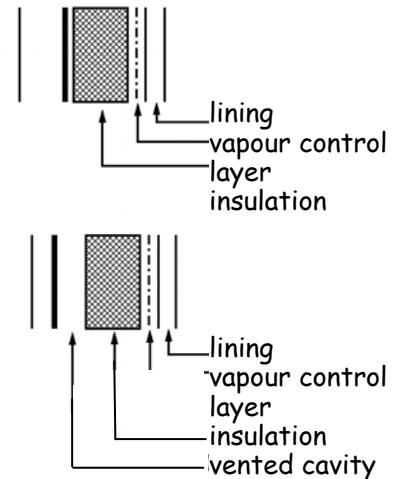 lining
vapour control
layer
insulation
lining
vapour control
layer
insulation
vented cavity